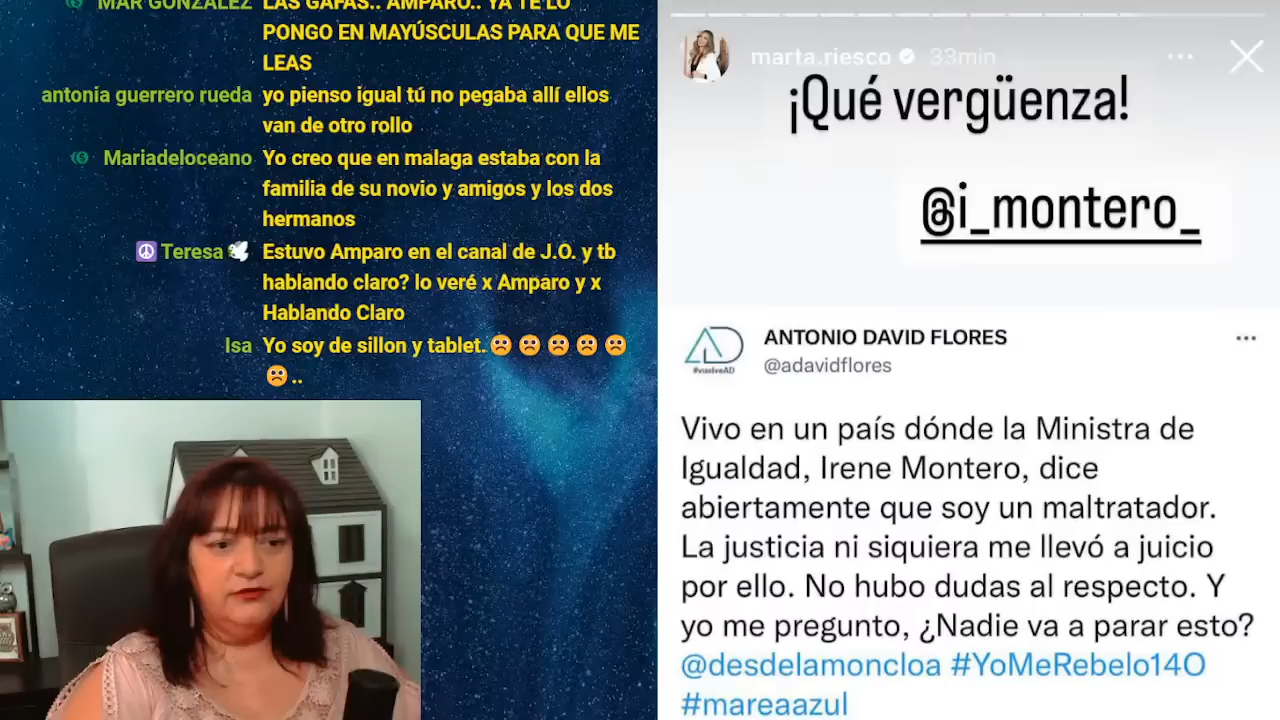 MAR GONZALEZ LAS GAFAS.. AMPARO.. YA TE LO
PONGO EN MAYÚSCULAS PARA QUE ME
LEAS
antonia guerrero rueda yo pienso igual tú no pegaba allí ellos
van de otro rollo
Mariadeloceano Yo creo que en malaga estaba con la
familia de su novio y amigos y los dos
hermanos
☮Teresa🕊 Estuvo Amparo en el canal de J.O. y tb
hablando claro? lo veré x Amparo y x
Hablando Claro
Isa Yo soy de sillon y tablet.🙁🙁🙁🙁🙁
🙁..
marta.riesco 33min
¡Qué vergüenza!
@i_montero_
AD
#vuelveAD
ANTONIO DAVID FLORES
@adavidflores
Vivo en un país dónde la Ministra de
Igualdad, Irene Montero, dice
abiertamente que soy un maltratador.
La justicia ni siquiera me llevó a juicio
por ello. No hubo dudas al respecto. Y
yo me pregunto, ¿Nadie va a parar esto?
@desdelamoncloa #YoMeRebelo14O
#mareaazul